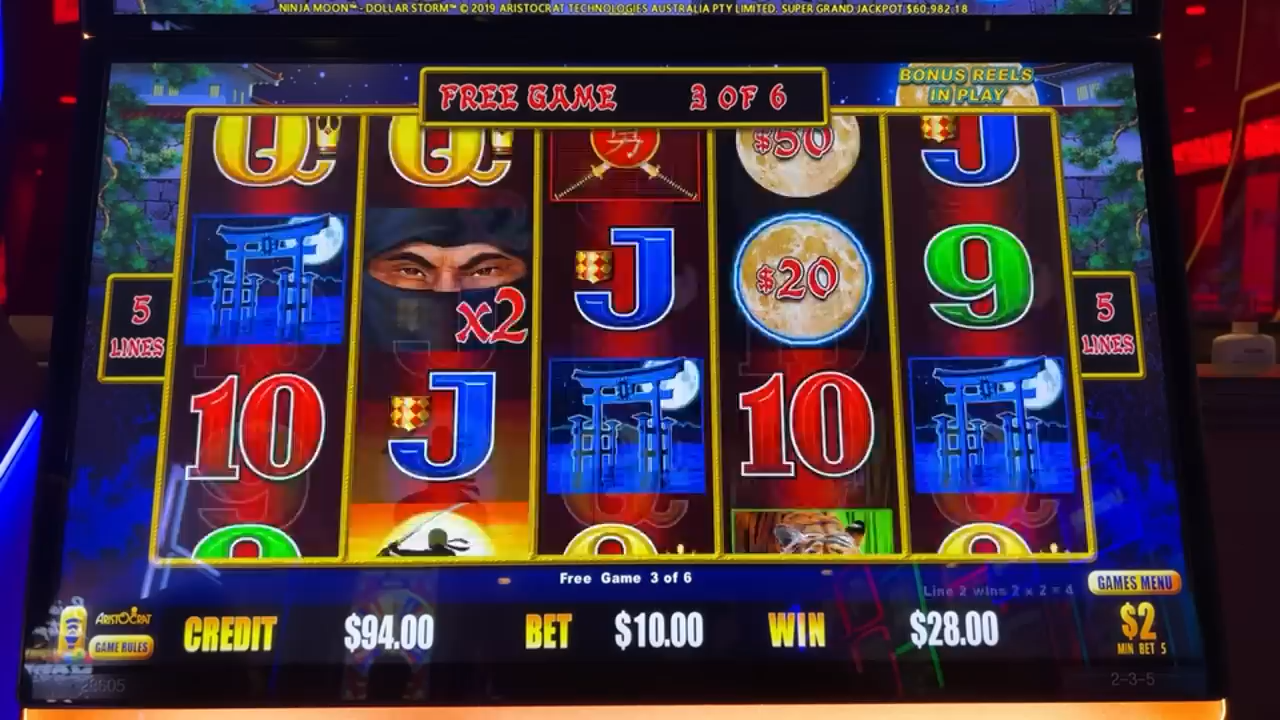 NINJA MOON™ - DOLLAR STORM™ © 2019 ARISTOCRAT TECHNOLOGIES AUSTRALIA PTY LIMITED. SUPER GRAND JACKPOT $60,982.18
FREE GAME 3 OF 6
BONUS REELS
IN PLAY
Q Q $50 J
x2 J $20 9
5
LINES
5
LINES
10 J 10
Free Game 3 of 6
Line 2 wins 2 x 2 = 4
GAMES MENU
ARISTOCRAT
GAME RULES
CREDIT $94.00 BET $10.00 WIN $28.00
$2
MIN BET 5
2-3-5